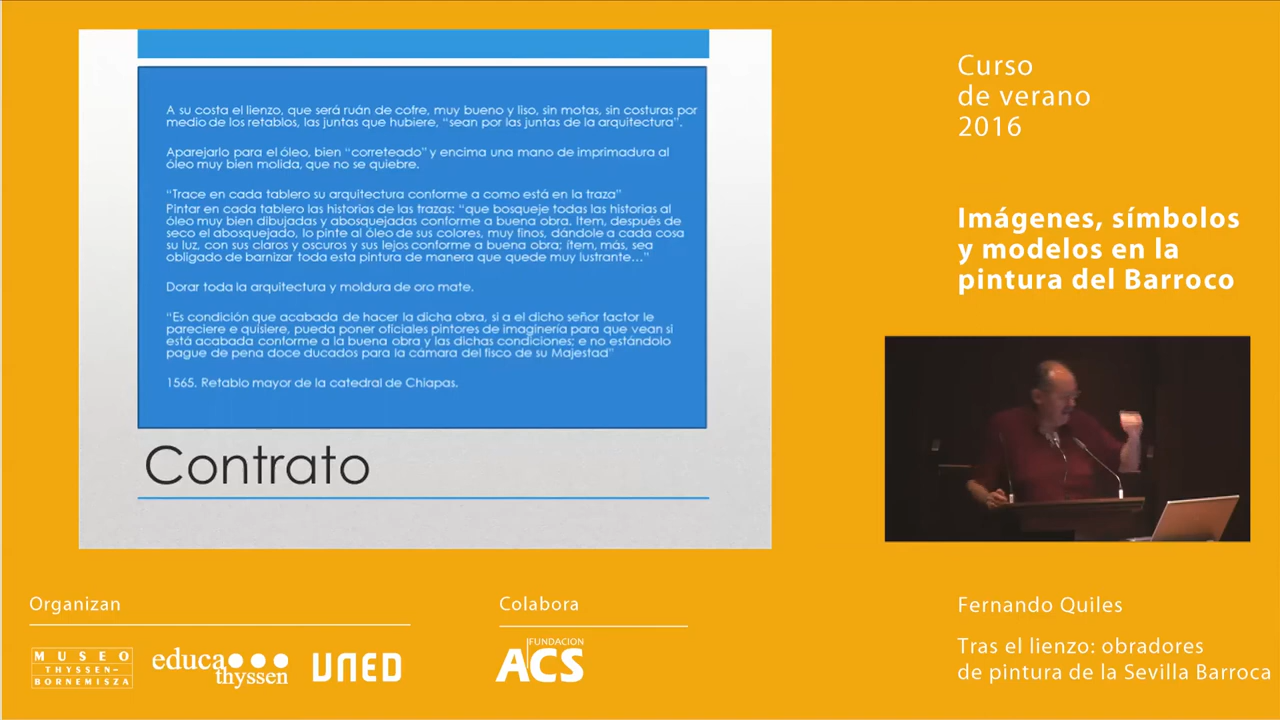 A su costa el lienzo, que será ruán de cofre, muy bueno y liso, sin motas, sin costuras por
medio de los retablos, las juntas que hubiere, “sean por las juntas de la arquitectura”.
Aparejarlo para el óleo, bien “correteado” y encima una mano de imprimadura al
óleo muy bien molida, que no se quiebre.
“Trace en cada tablero su arquitectura conforme a como está en la traza”
Pintar en cada tablero las historias de las trazas: “que bosqueje todas las historias al
óleo muy bien dibujadas y abosquejadas conforme a buena obra. Ítem, después de
seco el abosquejado, lo pinte al óleo de sus colores, muy finos, dándole a cada cosa
su luz, con sus claros y oscuros y sus lejos conforme a buena obra; ítem, más, sea
obligado de barnizar toda esta pintura de manera que quede muy lustrante...”
Dorar toda la arquitectura y moldura de oro mate.
“Es condición que acabada de hacer la dicha obra, si a el dicho señor factor le
pareciere e quisiere, pueda poner oficiales pintores de imaginería para que vean si
está acabada conforme a la buena obra y las dichas condiciones; e no estándolo
pague de pena doce ducados para la cámara del fisco de su Majestad”
1565. Retablo mayor de la catedral de Chiapas.
Contrato
Curso
de verano
2016
Imágenes, símbolos
y modelos en la
pintura del Barroco
Organizan
MUSEO
THYSSEN-
BORNEMISZA
educa
thyssen
UNED
Colabora
FUNDACION
ACS
Fernando Quiles
Tras el lienzo: obradores
de pintura de la Sevilla Barroca